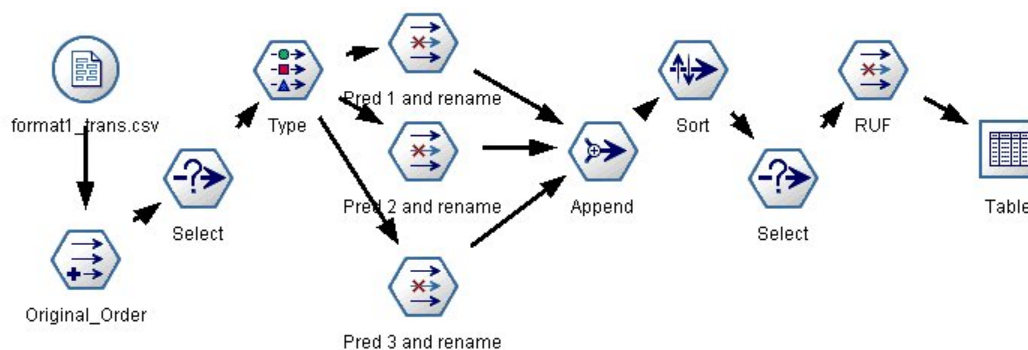 format1_trans.csv
Original_Order
Select
Type
Pred 1 and rename
Pred 2 and rename
Pred 3 and rename
Append
Sort
Select
RUF
Table